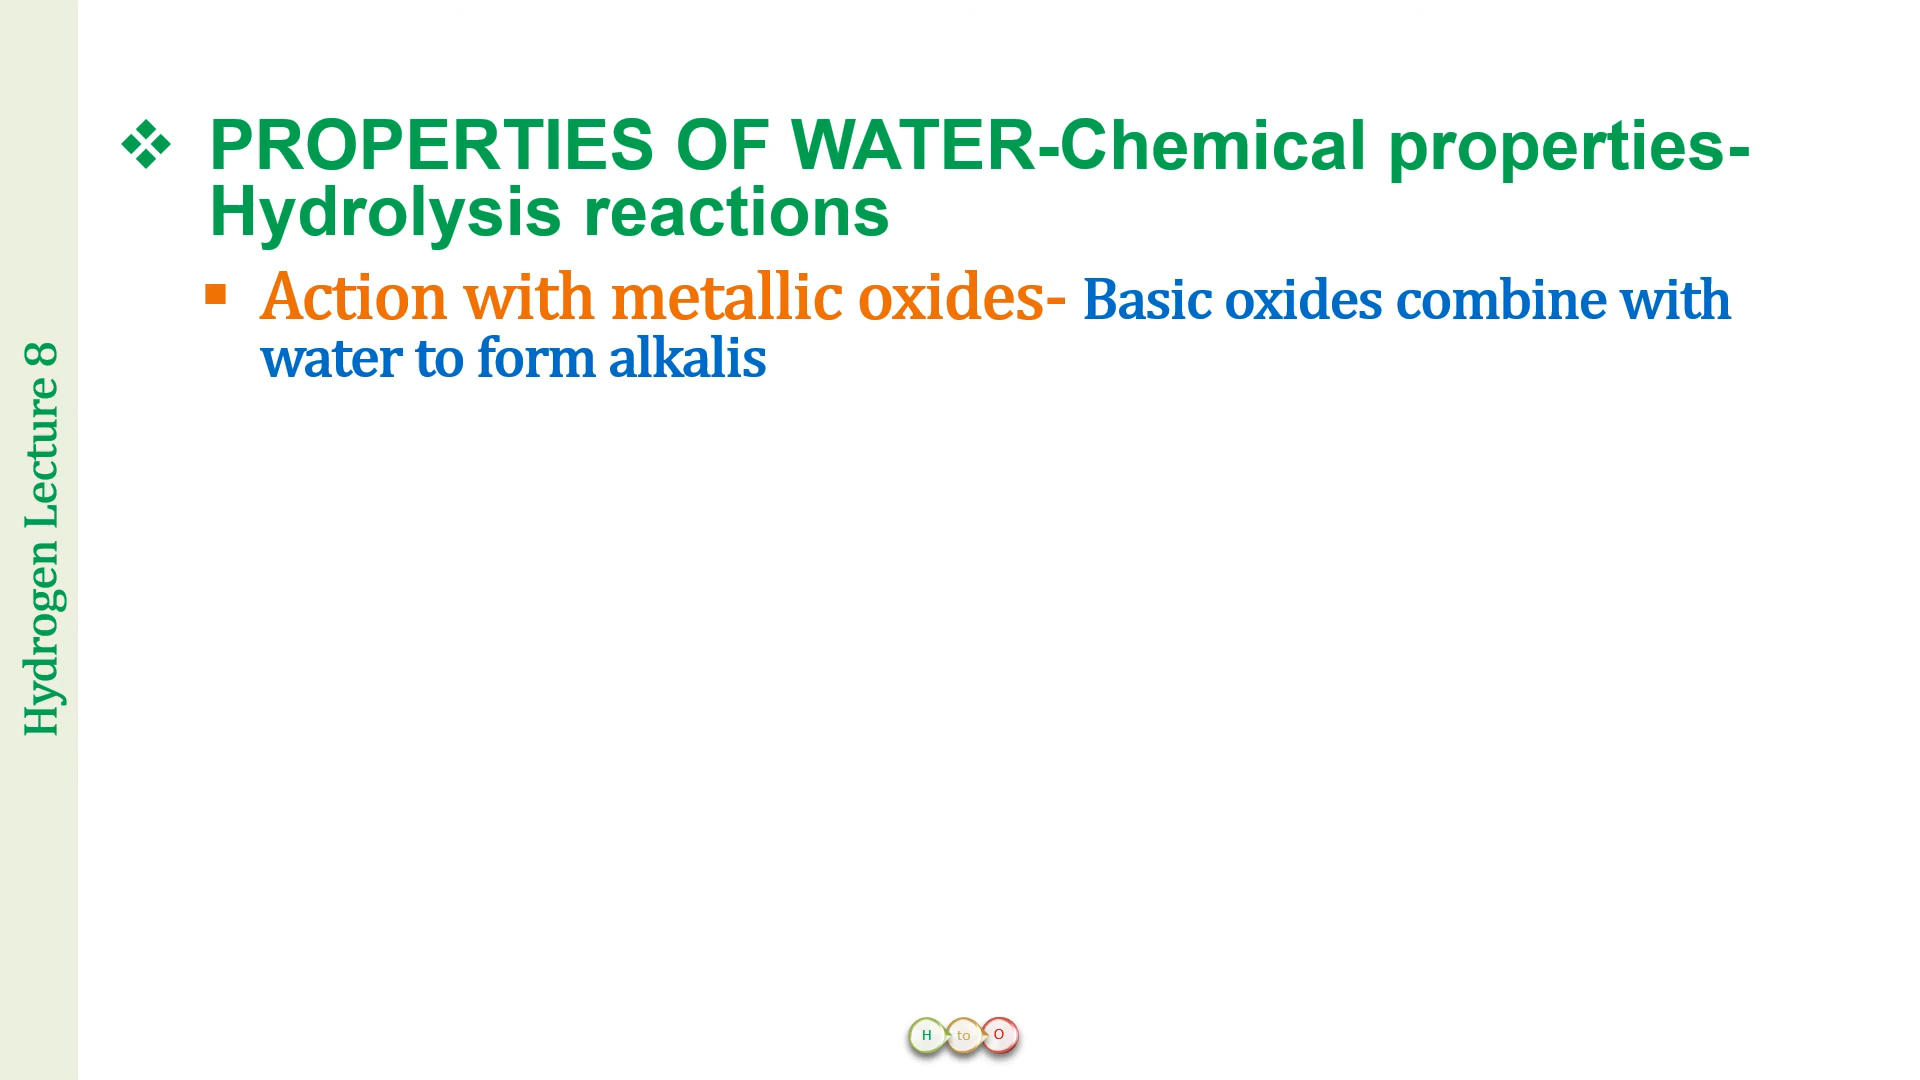 PROPERTIES OF WATER-Chemical properties-
Hydrolysis reactions
Action with metallic oxides- Basic oxides combine with
water to form alkalis
Hydrogen Lecture 8
H to O